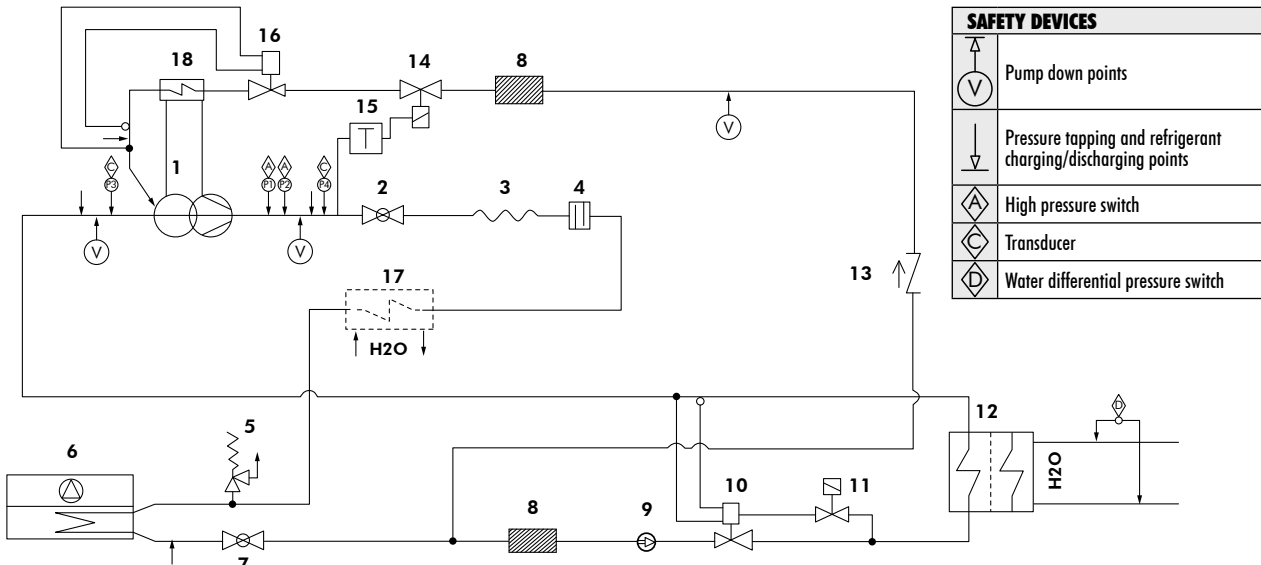 16
18
14
8
15
1
C
P3
A
P1
A
P2
C
P4
2
3
4
V
V
V
13
17
H2O
5
6
7
8
9
10
11
12
D
H2O
SAFETY DEVICES
V
Pump down points
Pressure tapping and refrigerant
charging/discharging points
A
High pressure switch
C
Transducer
D
Water differential pressure switch